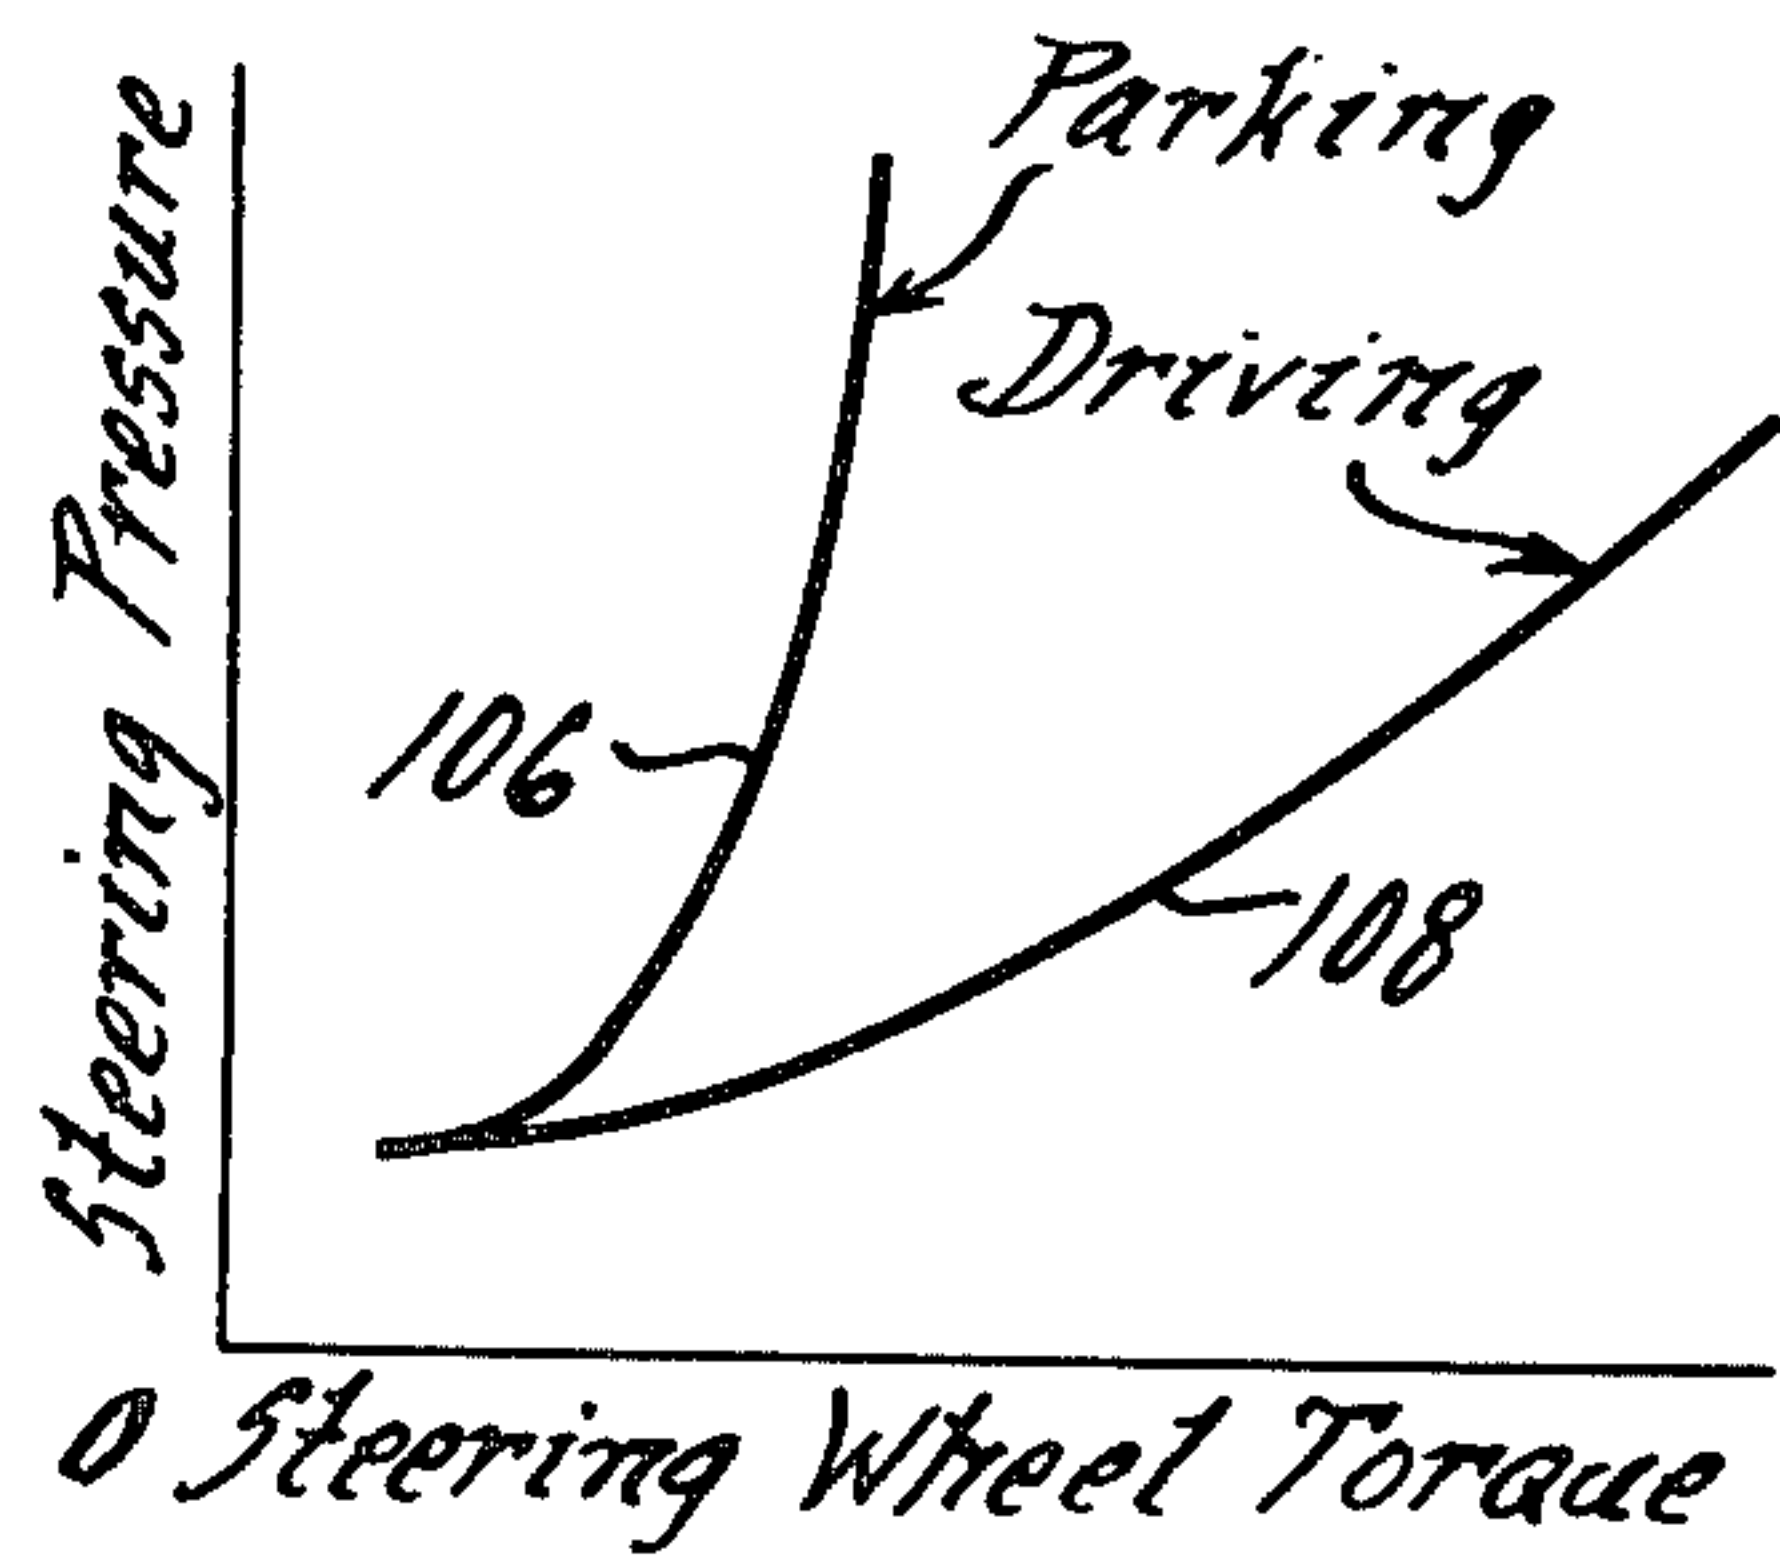 Parking
Driving
Steering Pressure
106
108
0 Steering Wheel Torque